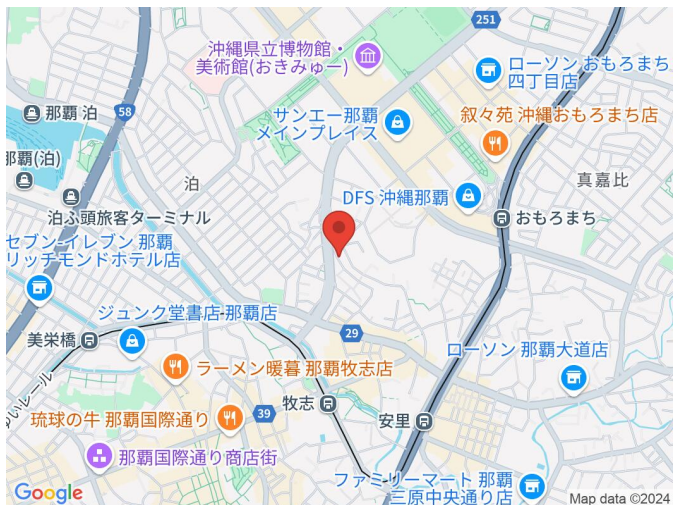 251
沖縄県立博物館・
美術館(おきみゅー)
ローソン おもろまち
四丁目店
那覇 泊
58
サンエー那覇
メインプレイス
叙々苑 沖縄おもろまち店
那覇(泊)
泊
真嘉比
DFS 沖縄那覇
泊ふ頭旅客ターミナル
おもろまち
セブン-イレブン 那覇
リッチモンドホテル店
ジュンク堂書店 那覇店
29
美栄橋
ローソン 那覇大道店
ラーメン暖暮 那覇牧志店
ゆいレール
牧志
39
琉球の牛 那覇国際通り
安里
那覇国際通り商店街
ファミリーマート 那覇
三原中央通り店
Google
Map data ©2024